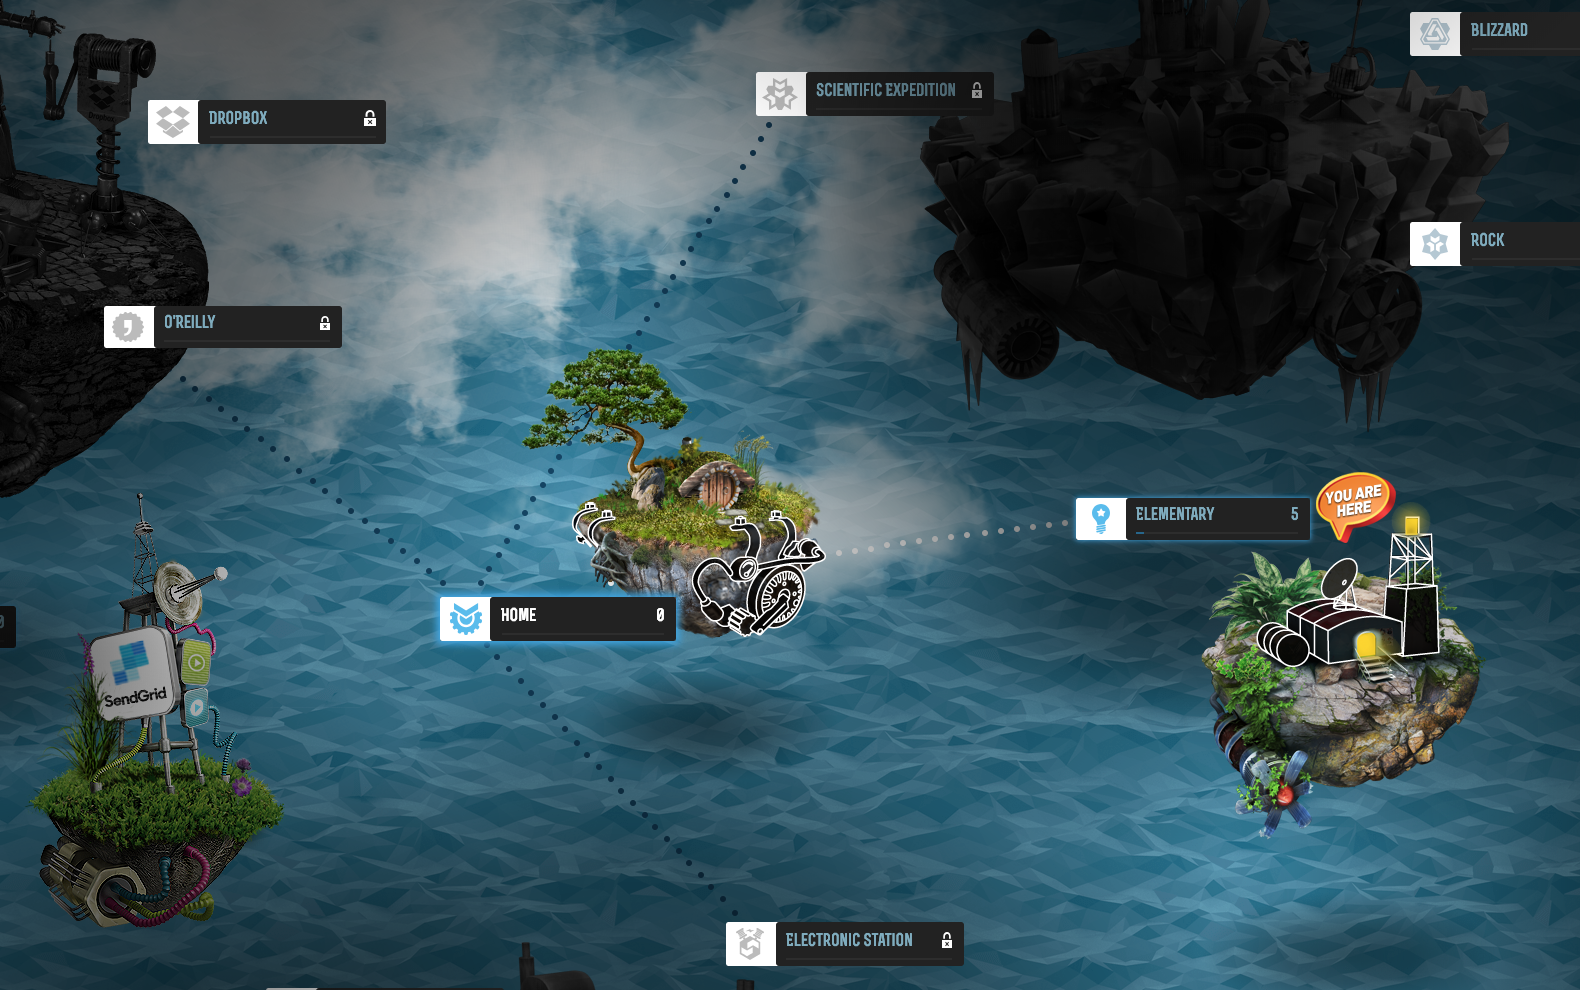 BLIZZARD
SCIENTIFIC EXPEDITION
DROPBOX
ROCK
O'REILLY
YOU ARE
HERE
ELEMENTARY 5
HOME 0
SendGrid
ELECTRONIC STATION